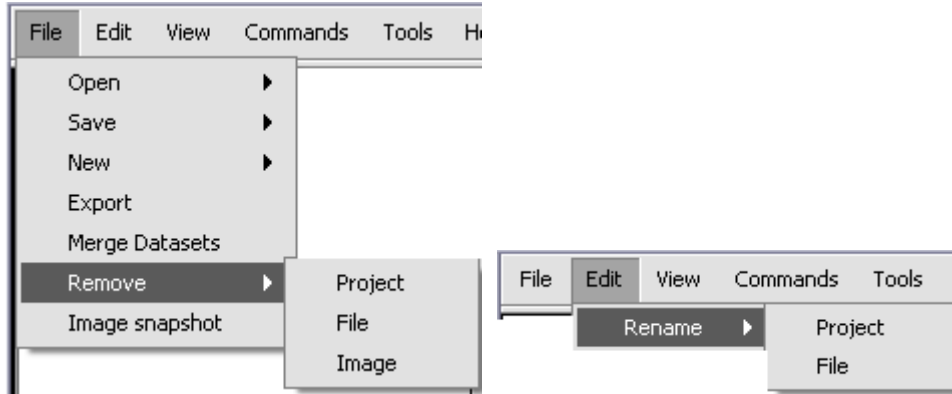 File Edit View Commands Tools
Open
Save
New
Export
Merge Datasets
Remove
Project
Image snapshot
File
Image
File Edit View Commands Tools
Rename
Project
File